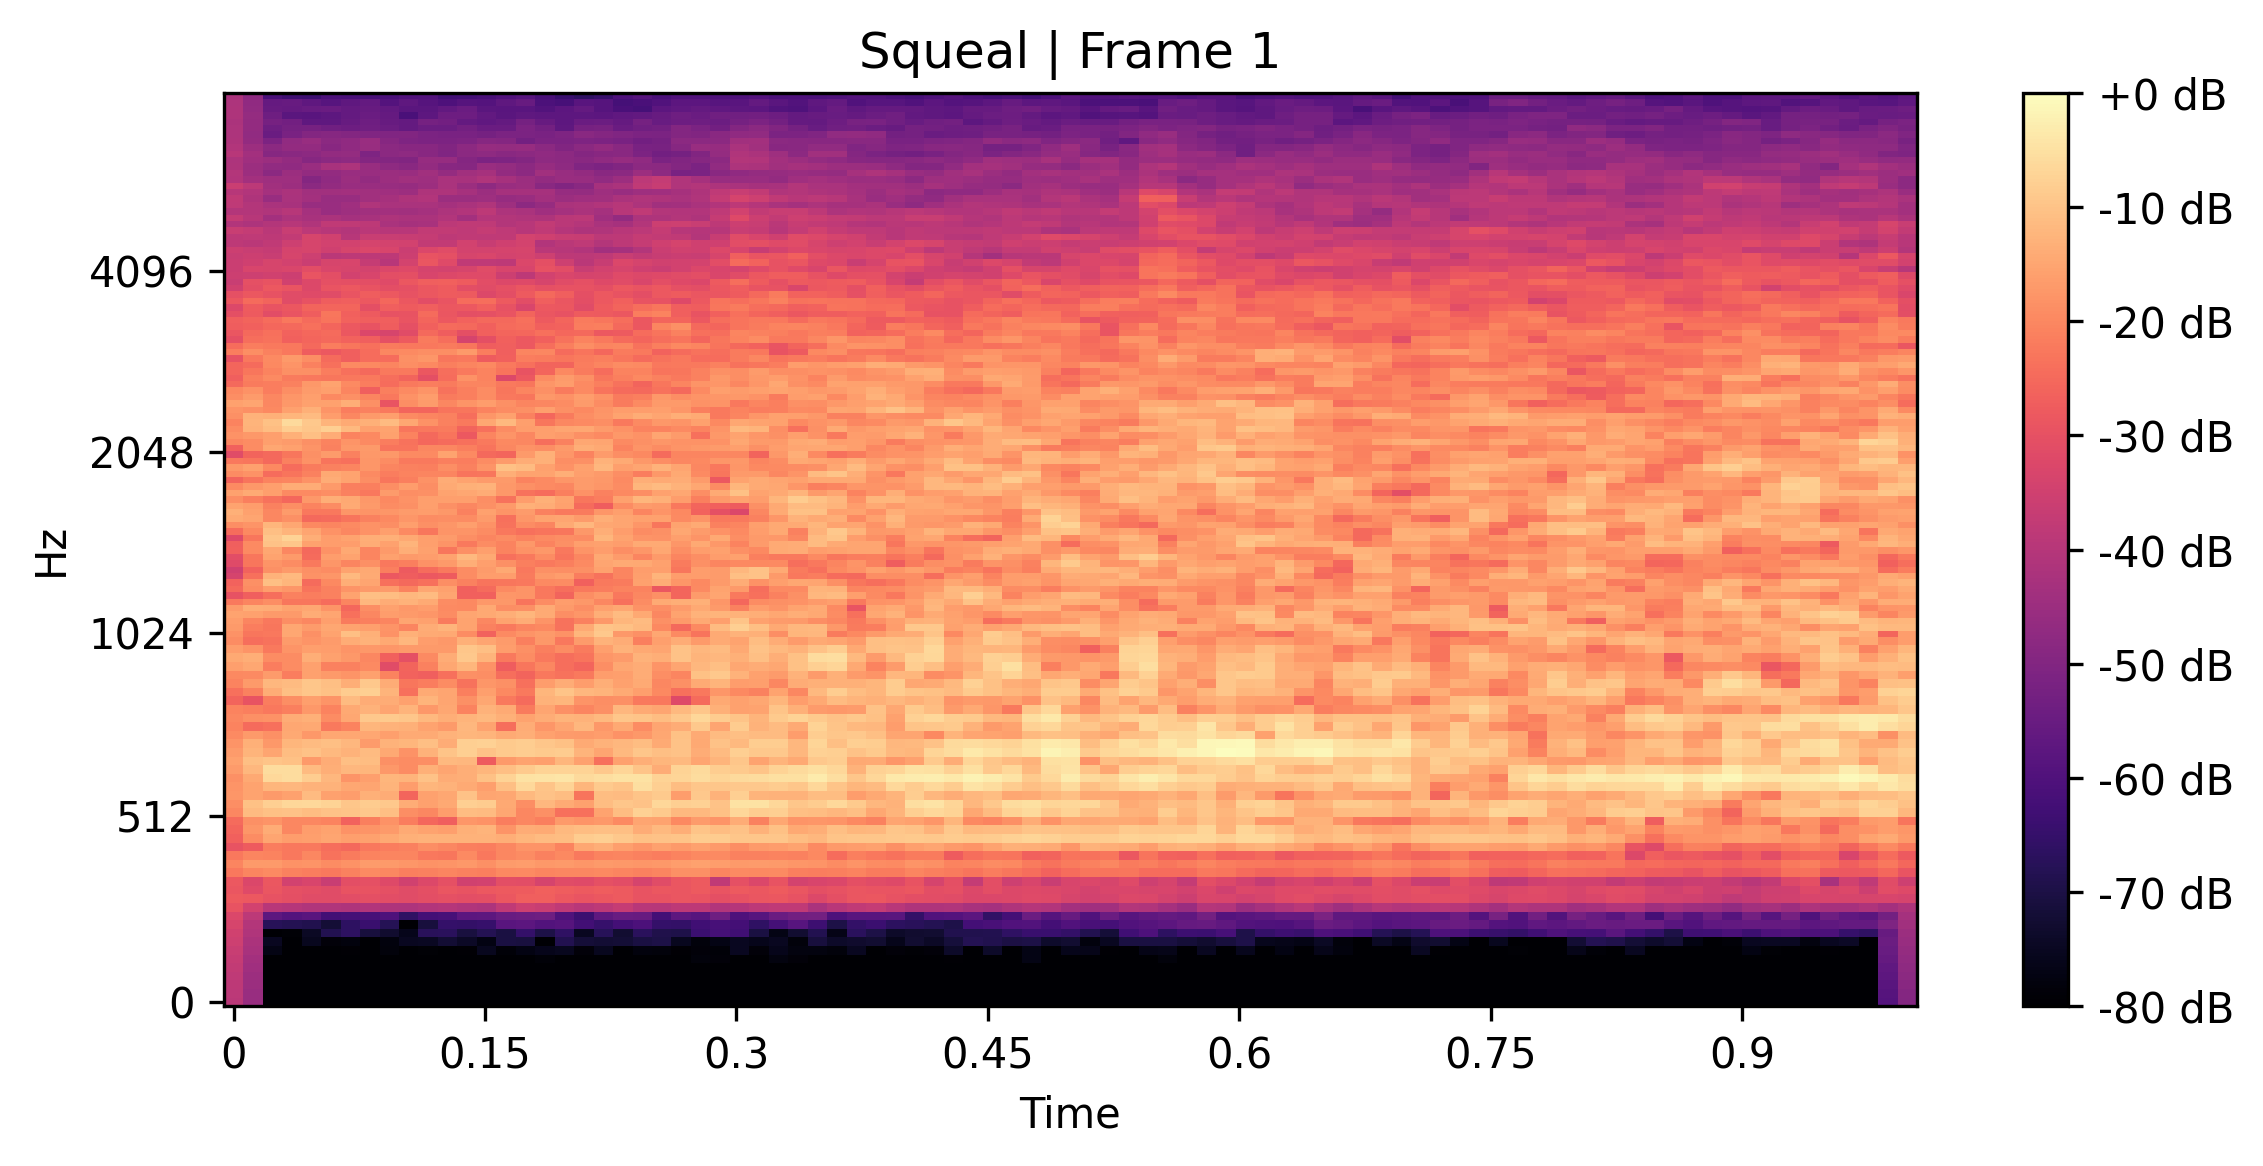 Squeal | Frame 1
+0 dB
-10 dB
-20 dB
-30 dB
-40 dB
-50 dB
-60 dB
-70 dB
-80 dB
Hz
4096
2048
1024
512
0
0 0.15 0.3 0.45 0.6 0.75 0.9
Time